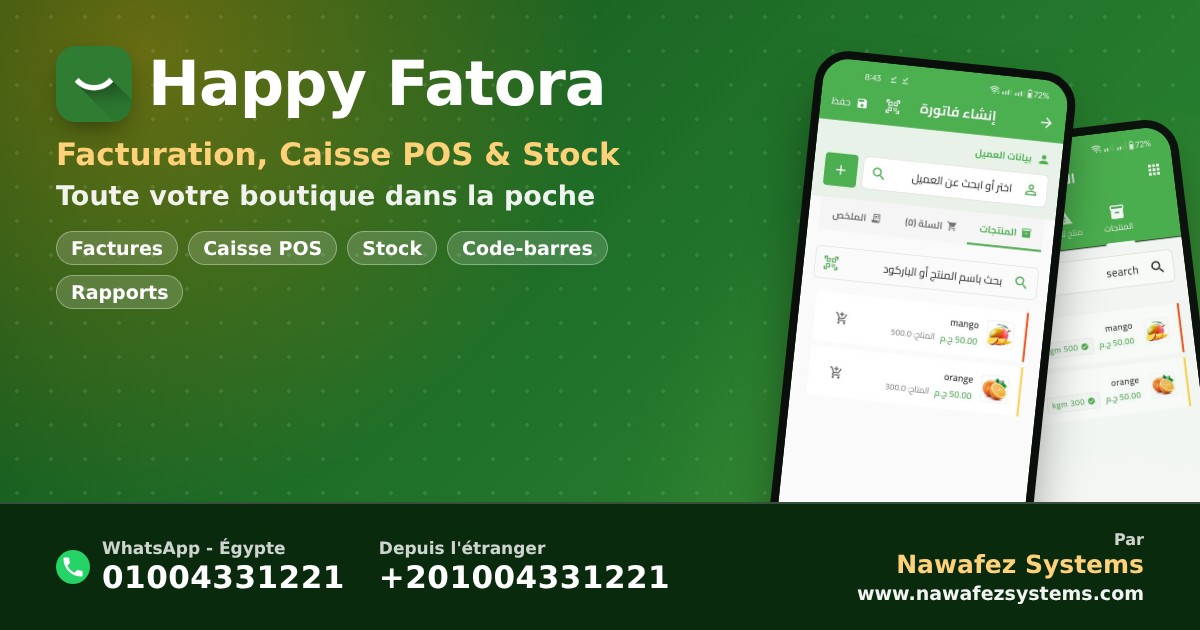 Happy Fatora
Facturation, Caisse POS & Stock
Toute votre boutique dans la poche
Factures
Caisse POS
Stock
Code-barres
Rapports
8:43
72%
حفظ
إنشاء فاتورة
بيانات العميل
اختر أو ابحث عن العميل
المنتجات
السلة (0)
الملخص
بحث باسم المنتج أو الباركود
mango
50.00 ج.م
المتاح: 500.0
orange
50.00 ج.م
المتاح: 300.0
72%
المنتجات
search
mango
50.00 ج.م
500 kgm
orange
50.00 ج.م
300 kgm
WhatsApp - Égypte
01004331221
Depuis l'étranger
+201004331221
Par
Nawafez Systems
www.nawafezsystems.com